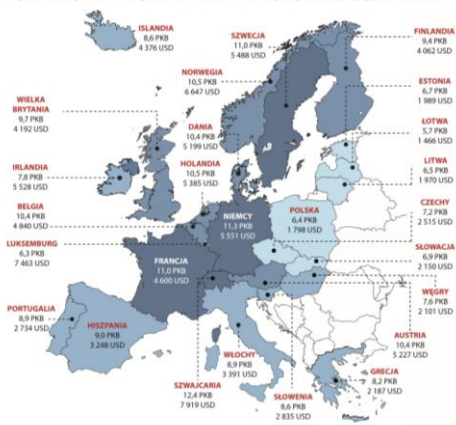 ISLANDIA
8,6 PKB
4 376 USD
SZWECJA
11,0 PKB
5 488 USD
FINLANDIA
9,4 PKB
4 062 USD
NORWEGIA
10,5 PKB
6 647 USD
ESTONIA
6,7 PKB
1 989 USD
WIELKA
BRYTANIA
9,7 PKB
4 192 USD
DANIA
10,4 PKB
5 199 USD
ŁOTWA
5,7 PKB
1 466 USD
IRLANDIA
7,8 PKB
5 528 USD
HOLANDIA
10,5 PKB
5 385 USD
LITWA
6,5 PKB
1 970 USD
BELGIA
10,4 PKB
4 840 USD
NIEMCY
11,3 PKB
5 551 USD
POLSKA
6,4 PKB
1 798 USD
CZECHY
7,2 PKB
2 515 USD
LUKSEMBURG
6,3 PKB
7 463 USD
SŁOWACJA
6,9 PKB
2 150 USD
FRANCJA
11,0 PKB
4 600 USD
WĘGRY
7,6 PKB
2 101 USD
PORTUGALIA
8,9 PKB
2 734 USD
HISZPANIA
9,0 PKB
3 248 USD
AUSTRIA
10,4 PKB
5 227 USD
WŁOCHY
8,9 PKB
3 391 USD
GRECJA
8,2 PKB
2 187 USD
SZWAJCARIA
12,4 PKB
7 919 USD
SŁOWENIA
8,6 PKB
2 835 USD